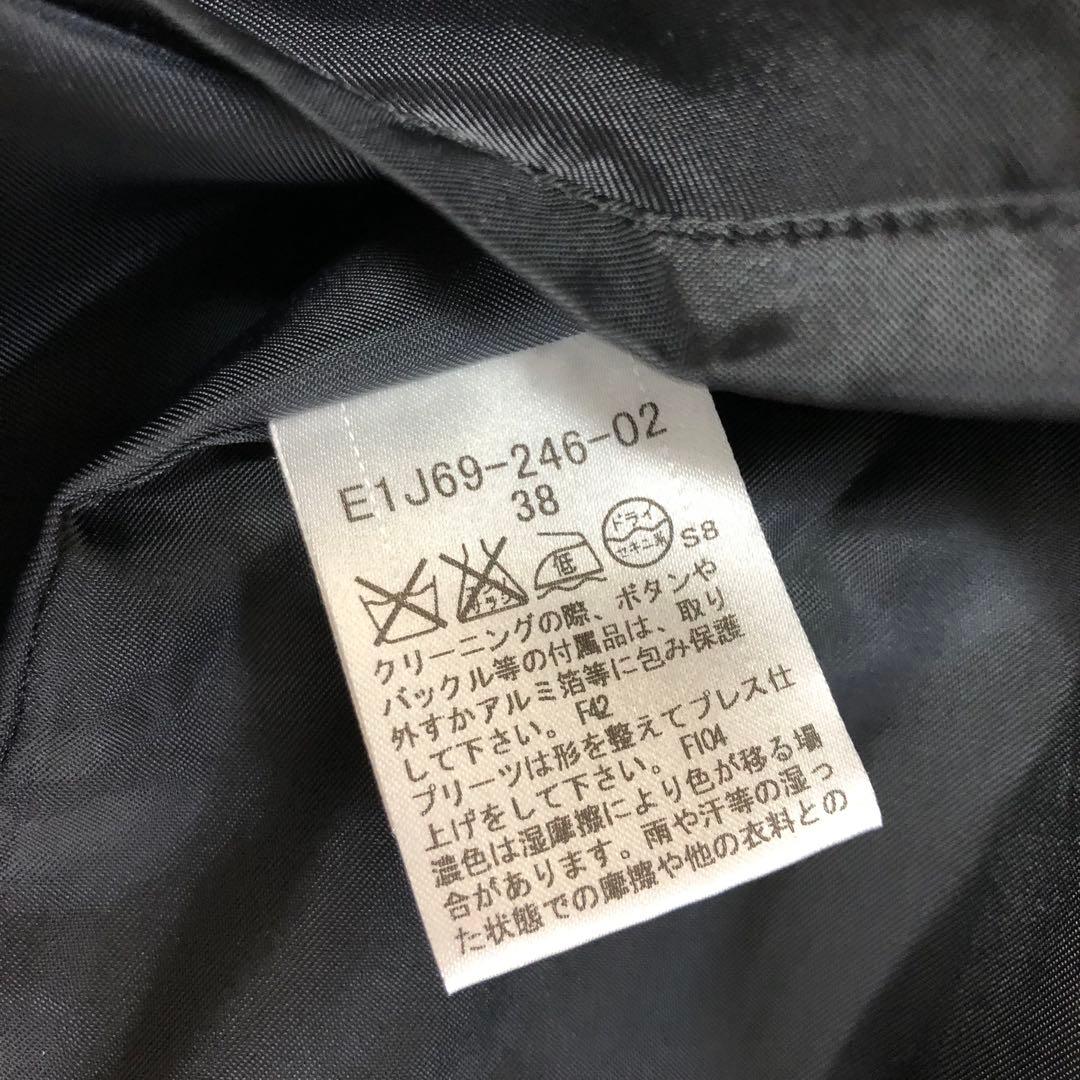 E1J69-246-02
38
エンソサラシ 低 ドライ セキユ系 S8
クリーニングの際、ボタンや
バックル等の付属品は、取り
外すかアルミ箔等に包み保護
して下さい。 F42
プリーツは形を整えてプレス仕
上げをして下さい。 F104
濃色は湿摩擦により色が移る場
合があります。雨や汗等の湿っ
た状態での摩擦や他の衣料との